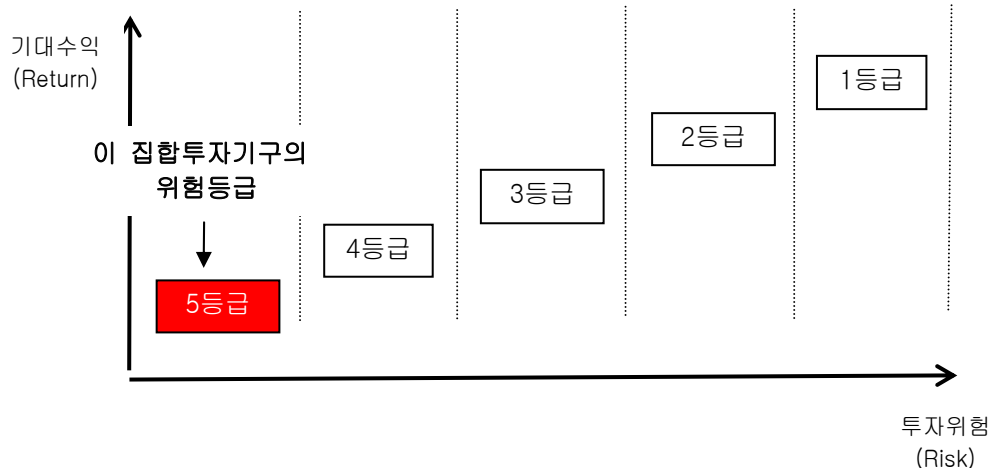 기대수익
(Return)
1등급
2등급
이 집합투자기구의
위험등급
3등급
4등급
5등급
투자위험
(Risk)